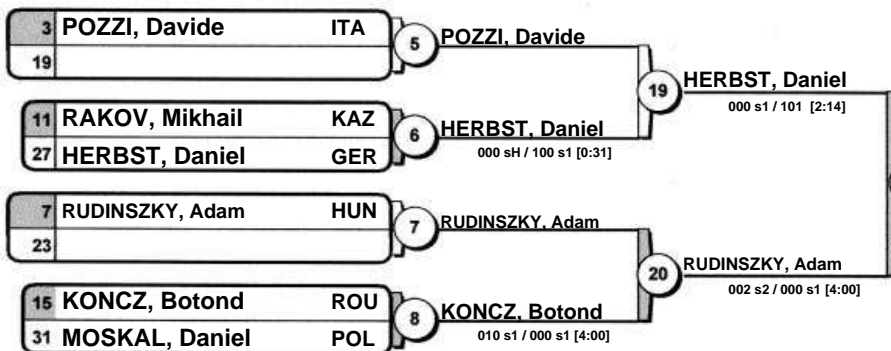 3 POZZI, Davide ITA
19
5
POZZI, Davide
11 RAKOV, Mikhail KAZ
27 HERBST, Daniel GER
6
HERBST, Daniel
000 sH / 100 s1 [0:31]
19
HERBST, Daniel
000 s1 / 101 [2:14]
7 RUDINSZKY, Adam HUN
23
7
RUDINSZKY, Adam
15 KONCZ, Botond ROU
31 MOSKAL, Daniel POL
8
KONCZ, Botond
010 s1 / 000 s1 [4:00]
20
RUDINSZKY, Adam
002 s2 / 000 s1 [4:00]